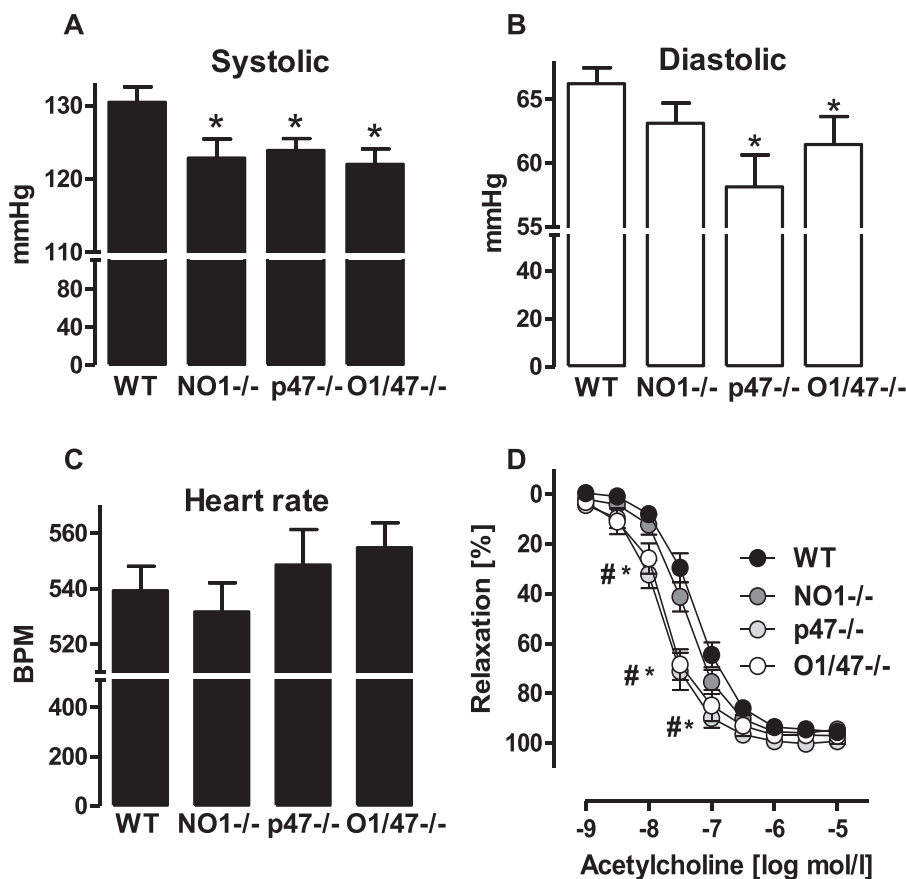 A
Systolic
mmHg
130
120
110
80
40
0
* * *
WT NO1-/- p47-/- O1/47-/-
B
Diastolic
mmHg
65
60
55
40
20
0
* *
WT NO1-/- p47-/- O1/47-/-
C
Heart rate
BPM
560
540
520
400
200
0
WT NO1-/- p47-/- O1/47-/-
D
Relaxation [%]
0
20
40
60
80
100
# *
# *
#*
WT
NO1-/-
p47-/-
O1/47-/-
-9 -8 -7 -6 -5
Acetylcholine [log mol/l]